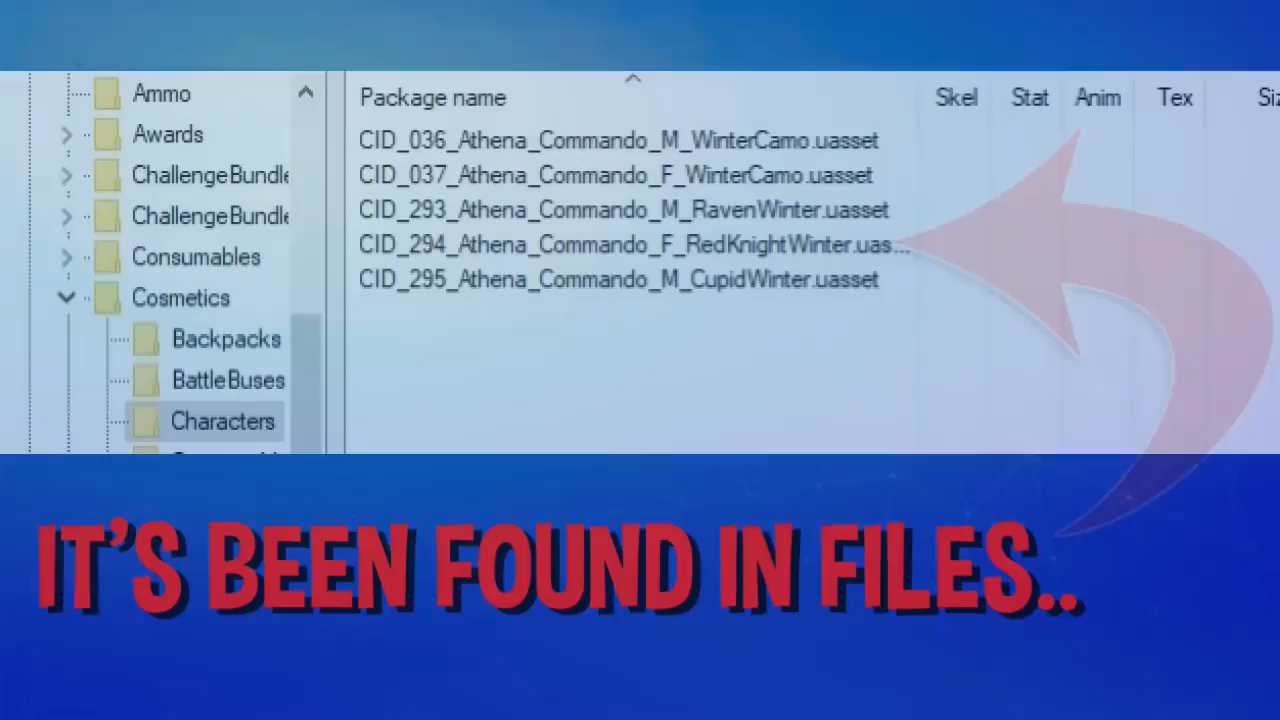 Ammo
Awards
ChallengeBundle
ChallengeBundle
Consumables
Cosmetics
Backpacks
BattleBuses
Characters
Package name Skel Stat Anim Tex Siz
CID_036_Athena_Commando_M_WinterCamo.uasset
CID_037_Athena_Commando_F_WinterCamo.uasset
CID_293_Athena_Commando_M_RavenWinter.uasset
CID_294_Athena_Commando_F_RedKnightWinter.uas...
CID_295_Athena_Commando_M_CupidWinter.uasset
IT'S BEEN FOUND IN FILES..